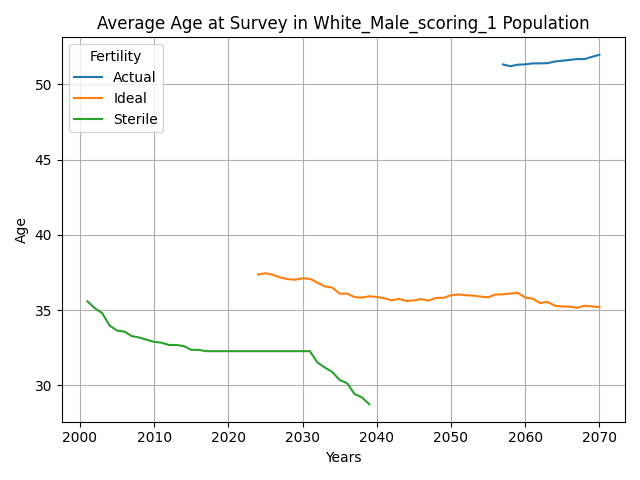 Average Age at Survey in White_Male_scoring_1 Population
Fertility
Actual
Ideal
Sterile
50
45
40
35
30
Age
2000 2010 2020 2030 2040 2050 2060 2070
Years